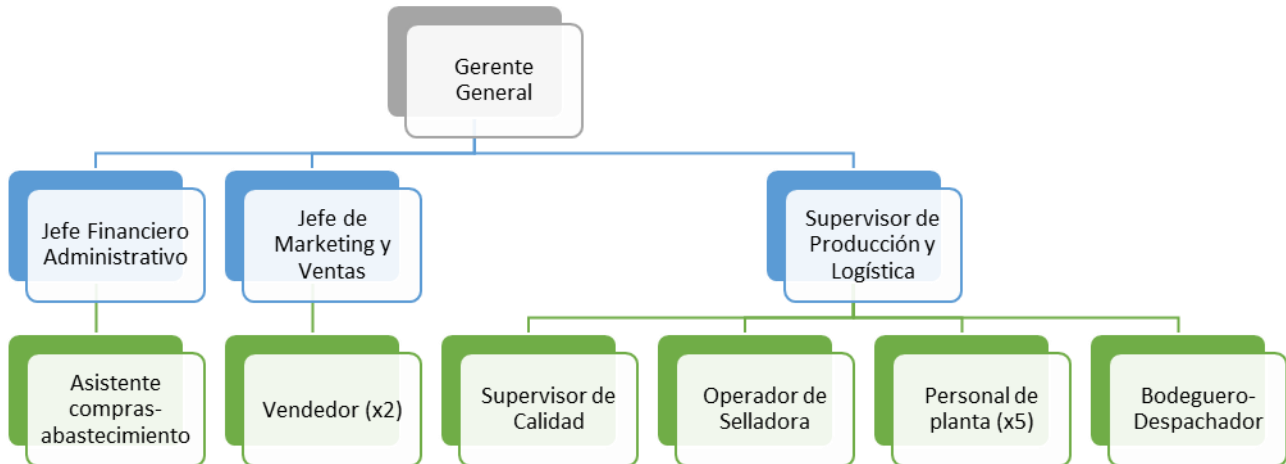 Gerente
General
Jefe Financiero
Administrativo
Jefe de
Marketing y
Ventas
Supervisor de
Producción y
Logística
Asistente
compras-
abastecimiento
Vendedor (x2)
Supervisor de
Calidad
Operador de
Selladora
Personal de
planta (x5)
Bodeguero-
Despachador